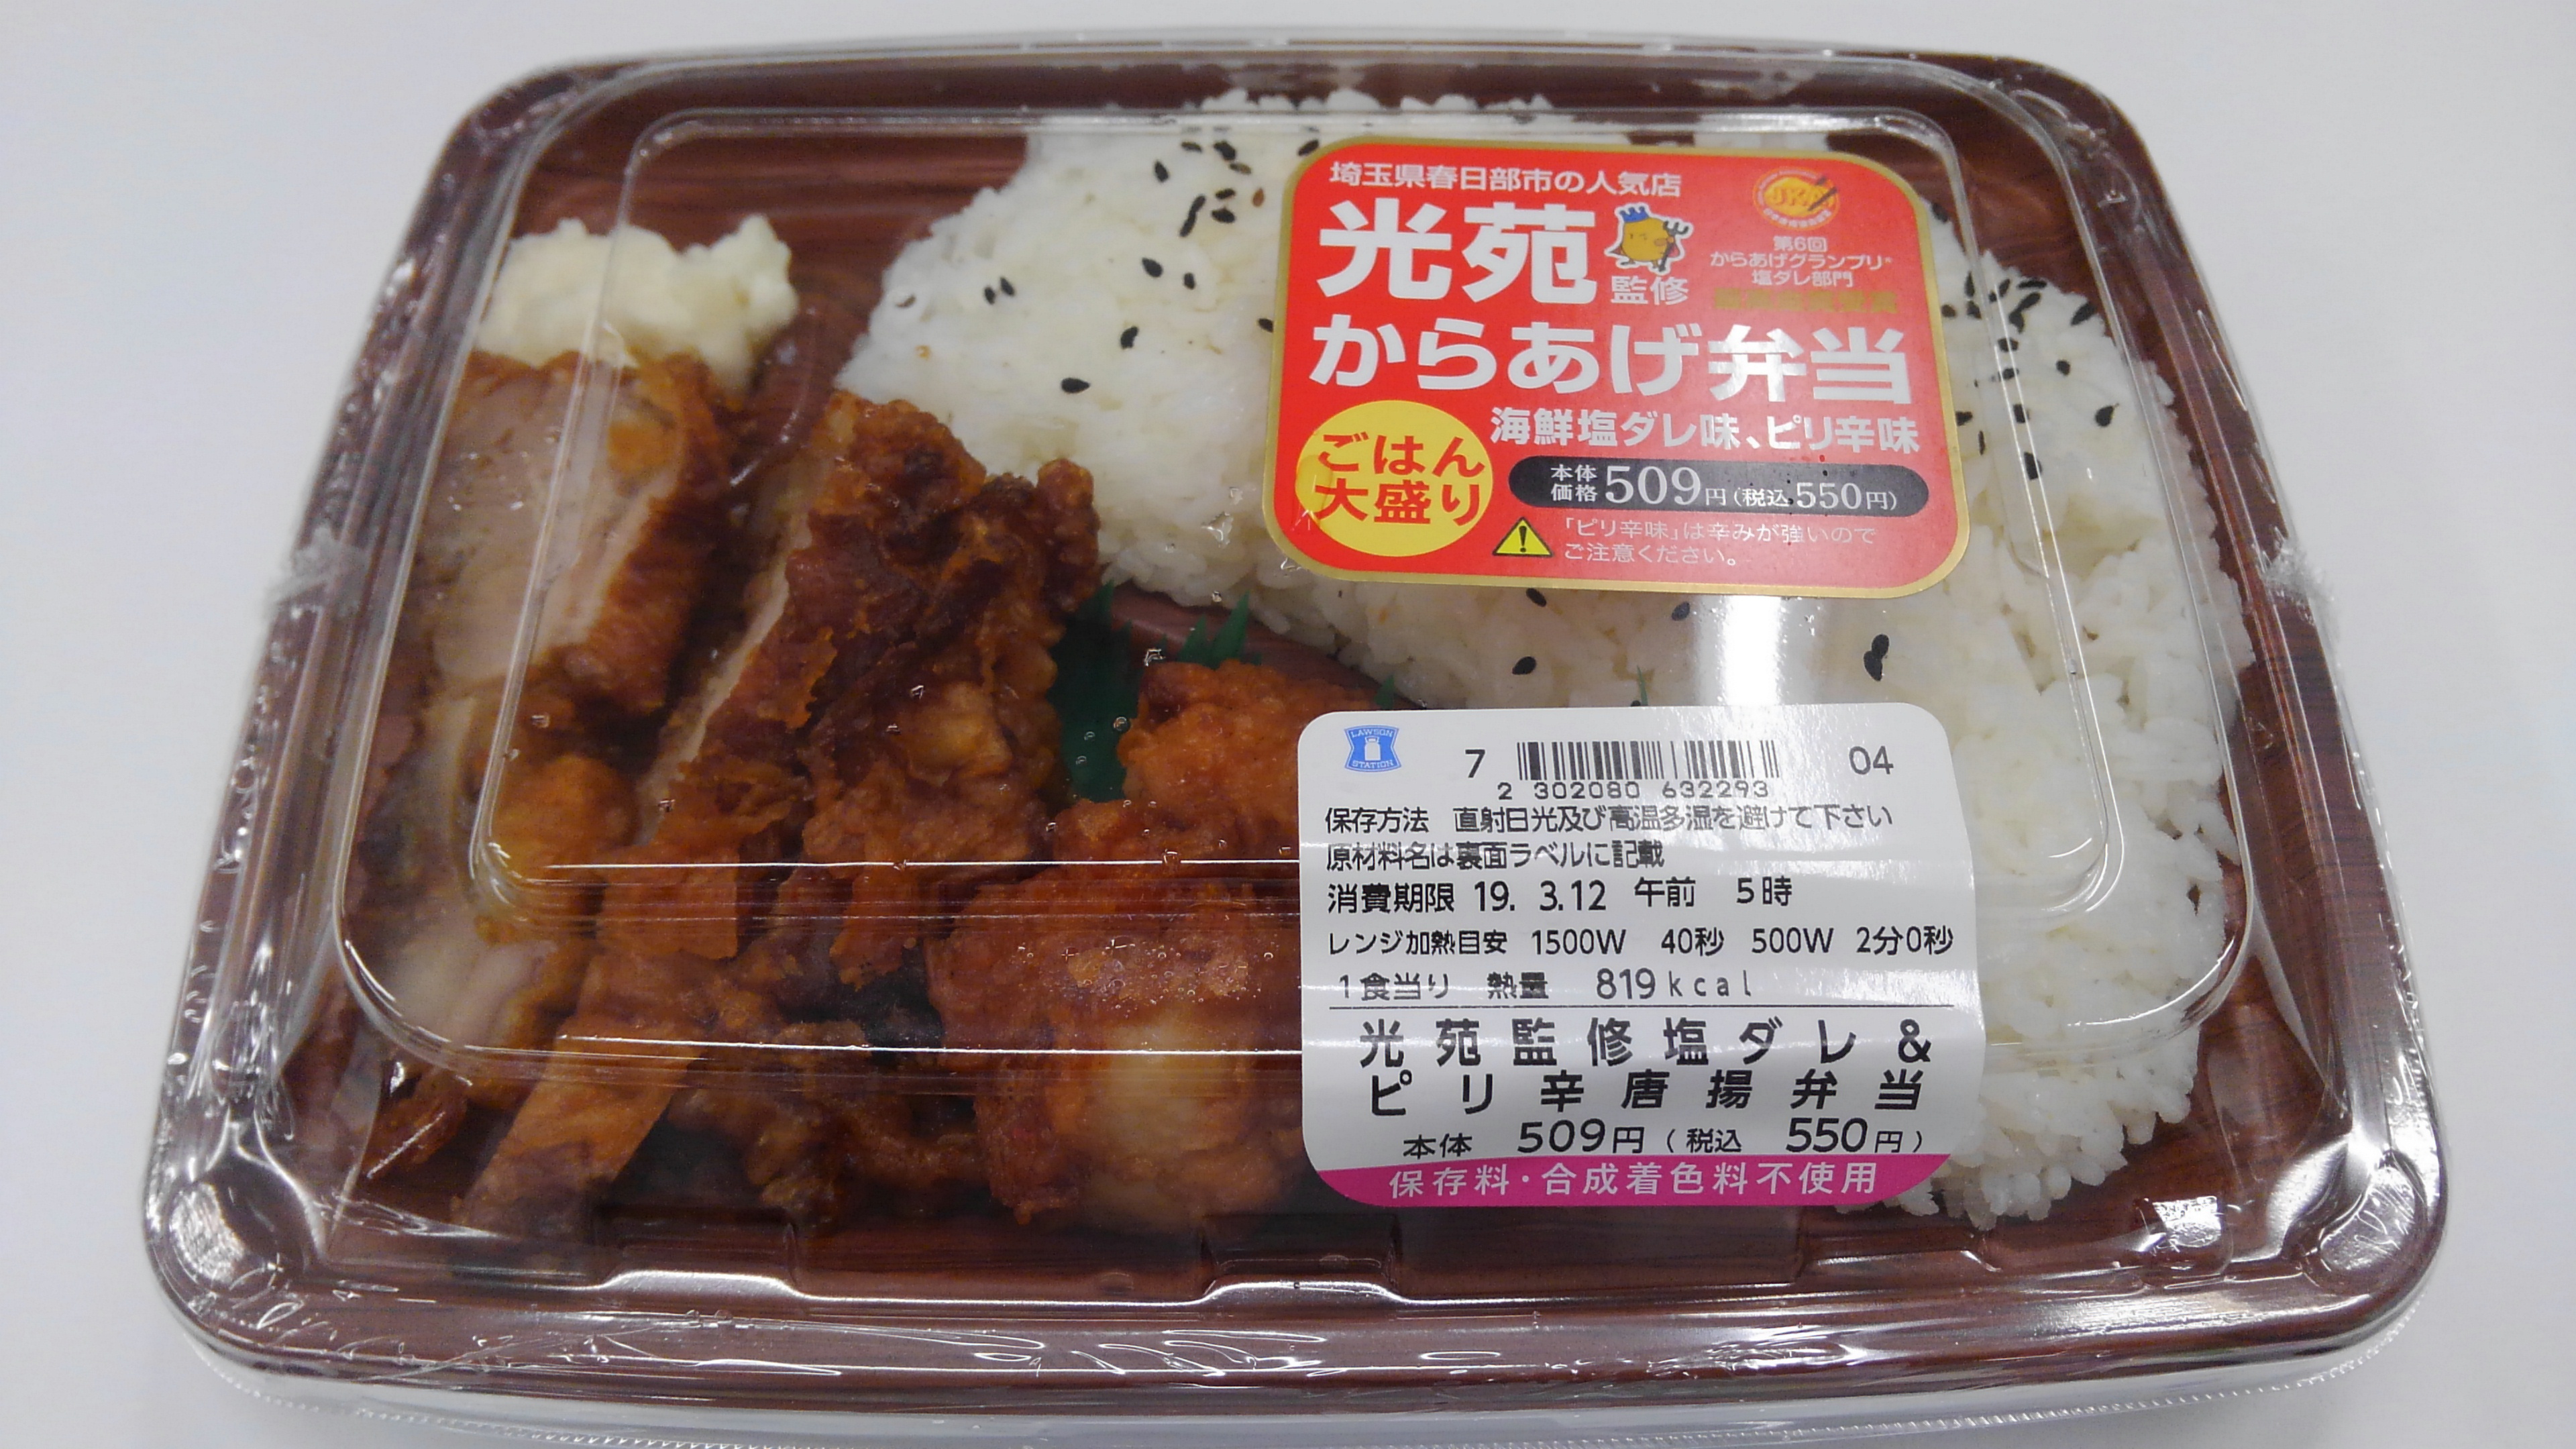 埼玉県春日部市の人気店
光苑
監修
第6回
からあげグランプリ®
塩ダレ部門
からあげ弁当
海鮮塩ダレ味、ピリ辛味
ごはん
大盛り
本体
価格 509円(税込550円)
「ピリ辛味」は辛みが強いので
ご注意ください。
LAWSON
STATION
7 04
2 302080 632293
保存方法 直射日光及び高温多湿を避けて下さい
原材料名は裏面ラベルに記載
消費期限 19. 3.12 午前 5時
レンジ加熱目安 1500W 40秒 500W 2分0秒
1食当り 熱量 819kcal
光苑監修塩ダレ&
ピリ辛唐揚弁当
本体 509円(税込 550円)
保存料・合成着色料不使用